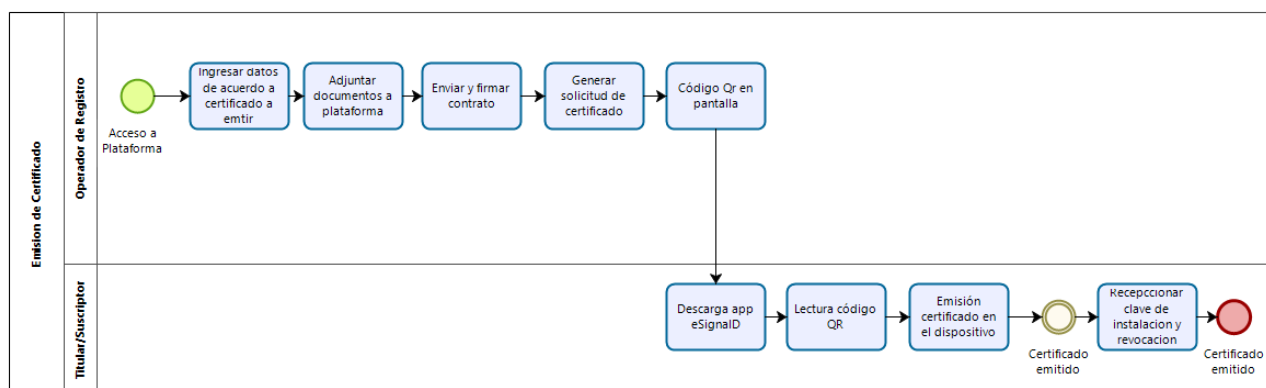 Emision de Certificado
Operador de Registro
Acceso a
Plataforma
Ingresar datos
de acuerdo a
certificado a
emtir
Adjuntar
documentos a
plataforma
Enviar y firmar
contrato
Generar
solicitud de
certificado
Código Qr en
pantalla
Titular/Suscriptor
Descarga app
eSignaID
Lectura código
QR
Emisión
certificado en
el dispositivo
Certificado
emitido
Recepccionar
clave de
instalacion y
revocacion
Certificado
emitido